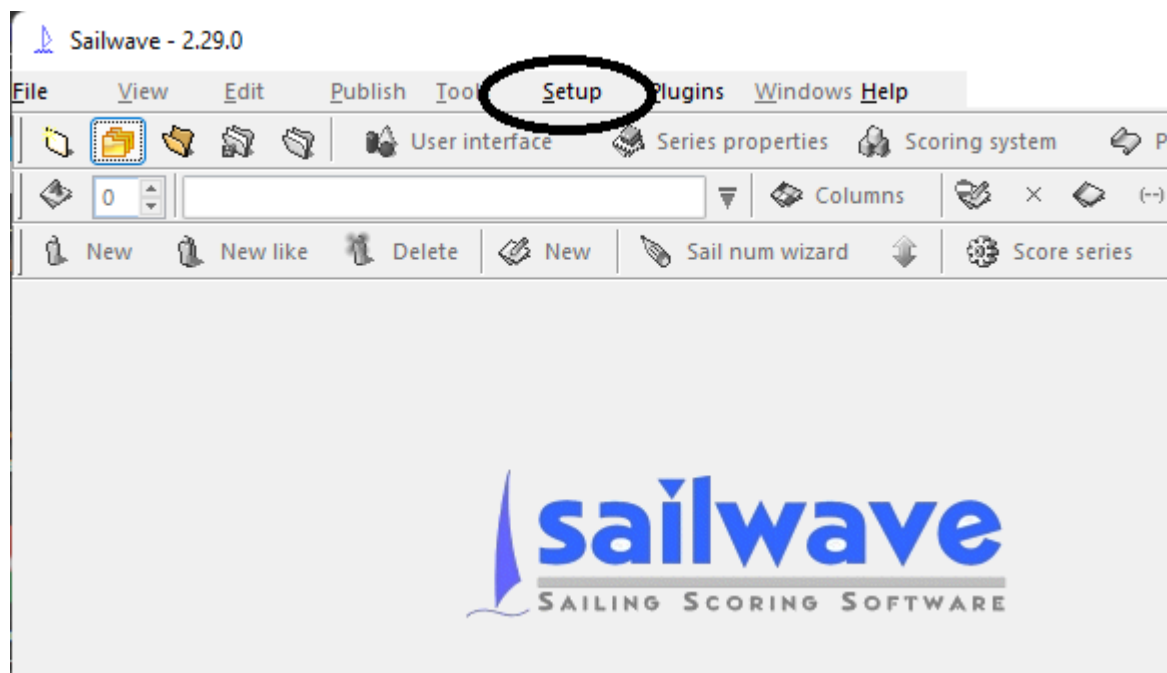 Sailwave - 2.29.0
File View Edit Publish Setup Plugins Windows Help
User interface Series properties Scoring system P
0 Columns (--)
New New like Delete New Sail num wizard Score series
sailwave
SAILING SCORING SOFTWARE